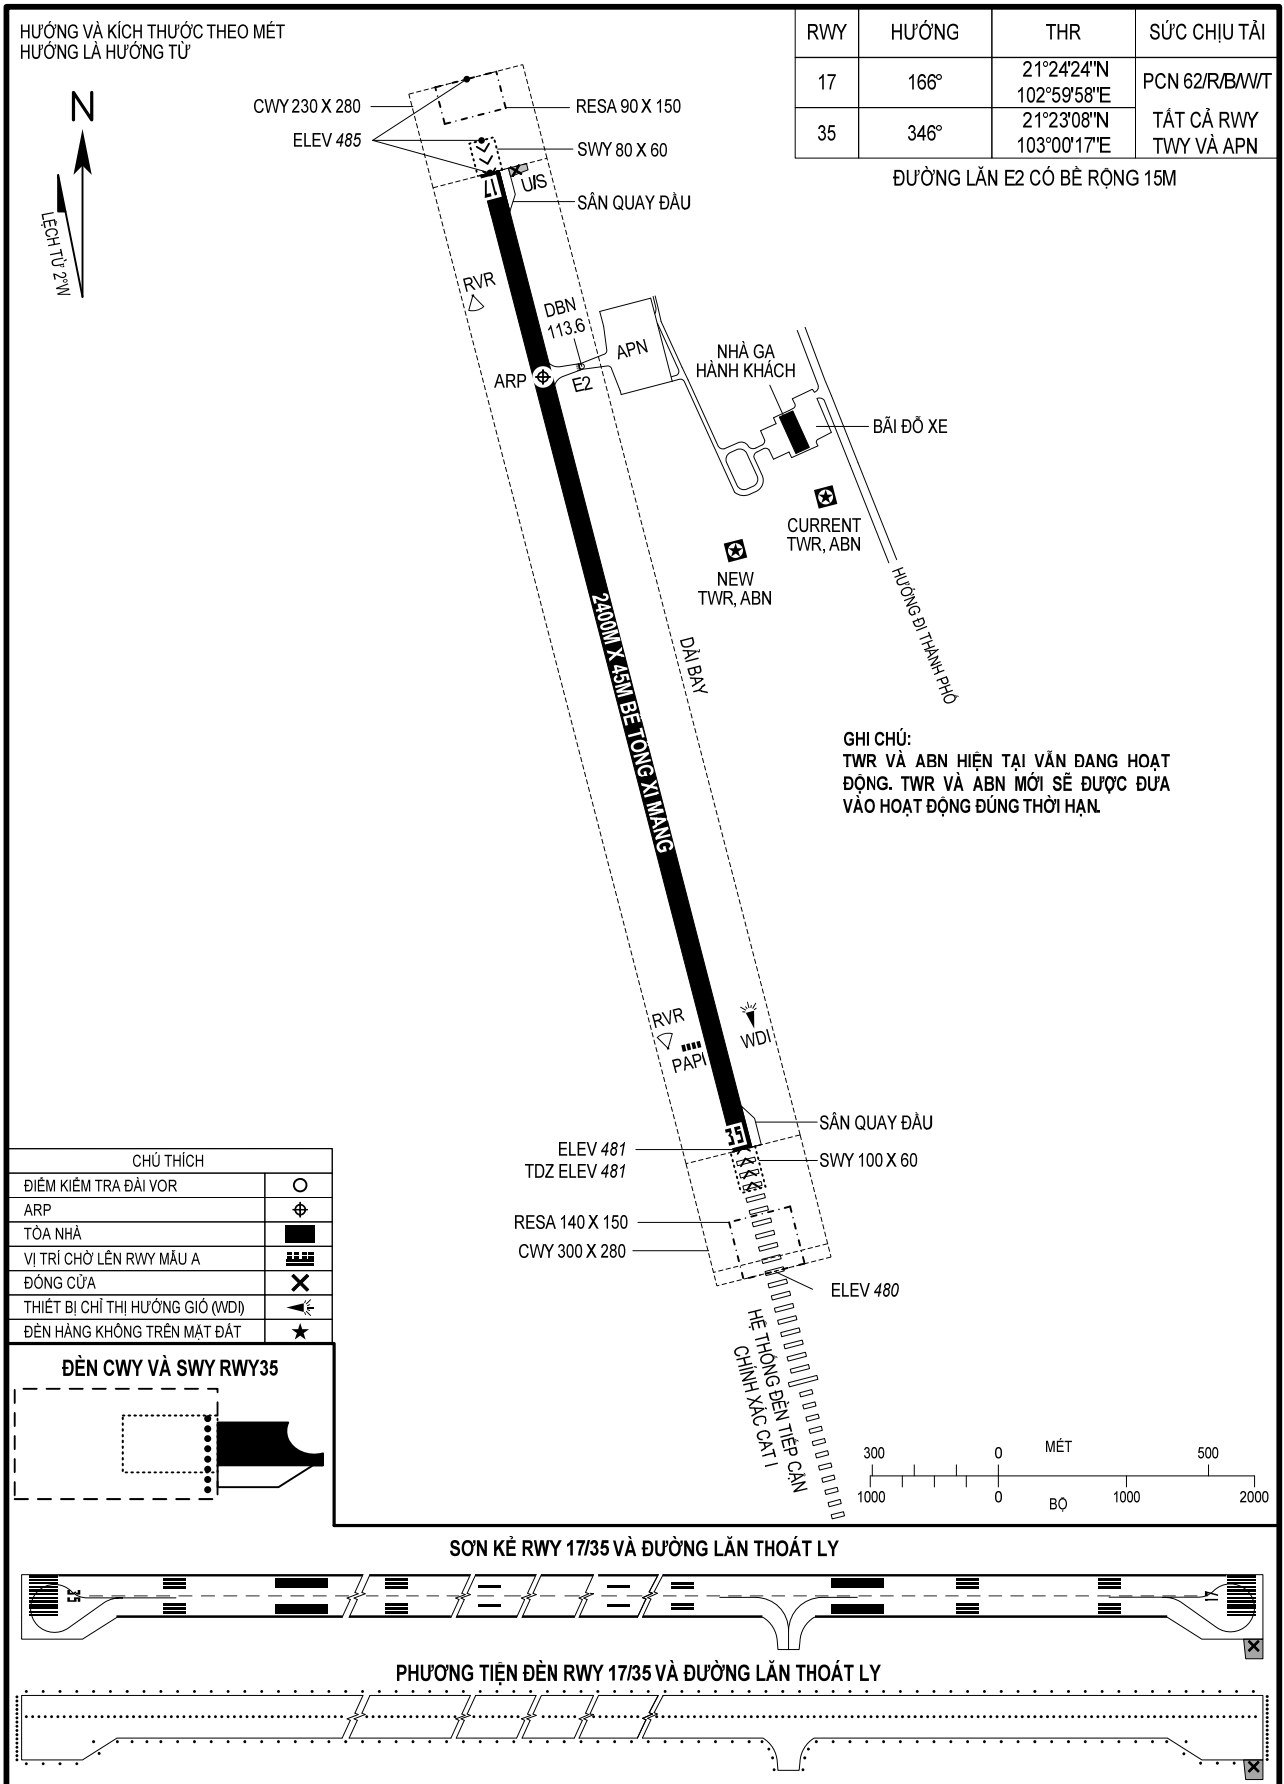 HƯỚNG VÀ KÍCH THƯỚC THEO MÉT
HƯỚNG LÀ HƯỚNG TỪ
RWY HƯỚNG THR SỨC CHỊU TẢI
17 166° 21°24'24"N 102°59'58"E PCN 62/R/B/W/T
35 346° 21°23'08"N 103°00'17"E TẤT CẢ RWY TWY VÀ APN
ĐƯỜNG LĂN E2 CÓ BỀ RỘNG 15M
N
LỆCH TỪ 2°W
CWY 230 X 280
RESA 90 X 150
ELEV 485
SWY 80 X 60
U/S
17
SÂN QUAY ĐẦU
RVR
DBN
113.6
APN
ARP
E2
NHÀ GA
HÀNH KHÁCH
BÃI ĐỖ XE
CURRENT
TWR, ABN
NEW
TWR, ABN
HƯỚNG ĐI THÀNH PHỐ
2400M X 45M BÊ TÔNG XI MĂNG
DẢI BAY
GHI CHÚ:
TWR VÀ ABN HIỆN TẠI VẪN ĐANG HOẠT
ĐỘNG. TWR VÀ ABN MỚI SẼ ĐƯỢC ĐƯA
VÀO HOẠT ĐỘNG ĐÚNG THỜI HẠN.
RVR
PAPI
WDI
35
SÂN QUAY ĐẦU
ELEV 481
TDZ ELEV 481
SWY 100 X 60
RESA 140 X 150
CWY 300 X 280
ELEV 480
HỆ THỐNG ĐÈN TIẾP CẬN
CHÍNH XÁC CAT I
CHÚ THÍCH
ĐIỂM KIỂM TRA ĐÀI VOR
ARP
TÒA NHÀ
VỊ TRÍ CHỜ LÊN RWY MẪU A
ĐÓNG CỬA
THIẾT BỊ CHỈ THỊ HƯỚNG GIÓ (WDI)
ĐÈN HÀNG KHÔNG TRÊN MẶT ĐẤT
ĐÈN CWY VÀ SWY RWY35
300 0 MÉT 500
1000 0 BỘ 1000 2000
SƠN KẺ RWY 17/35 VÀ ĐƯỜNG LĂN THOÁT LY
35
17
PHƯƠNG TIỆN ĐÈN RWY 17/35 VÀ ĐƯỜNG LĂN THOÁT LY